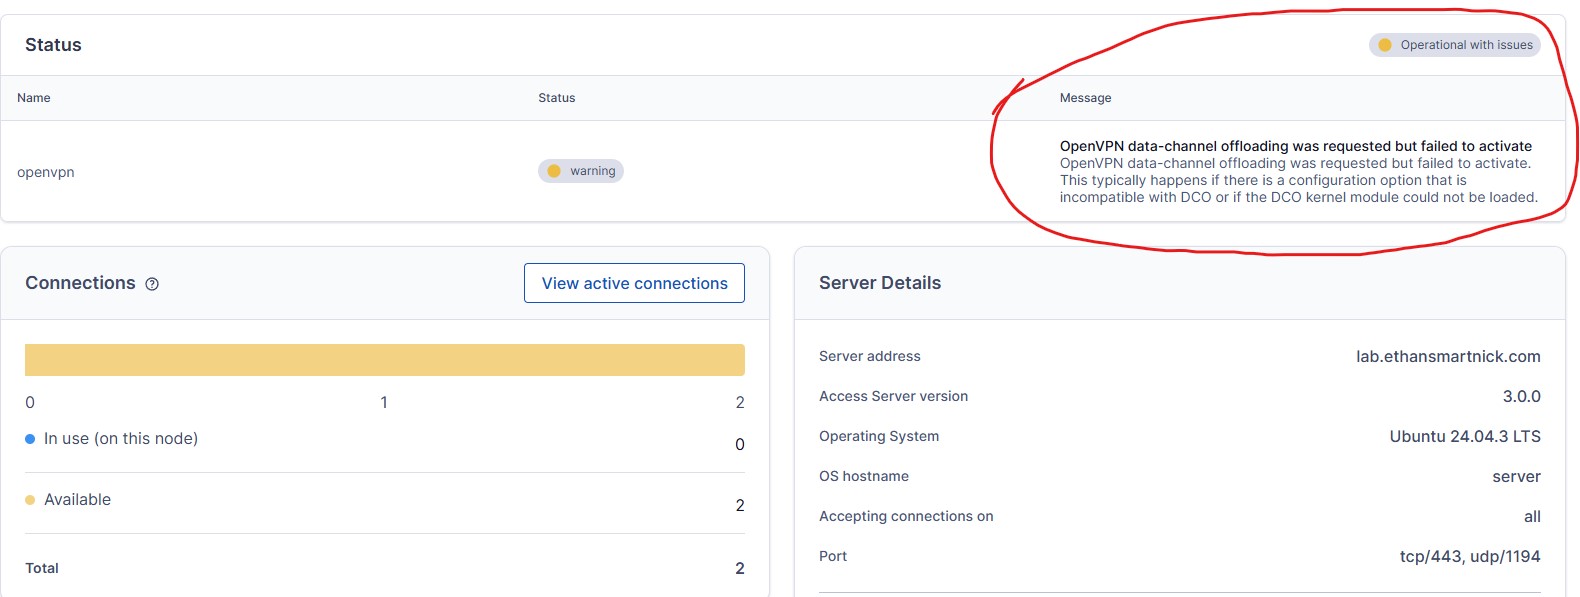 Status
Operational with issues
Name Status Message
openvpn
warning
OpenVPN data-channel offloading was requested but failed to activate
OpenVPN data-channel offloading was requested but failed to activate.
This typically happens if there is a configuration option that is
incompatible with DCO or if the DCO kernel module could not be loaded.
Connections
View active connections
0 1 2
In use (on this node) 0
Available 2
Total 2
Server Details
Server address lab.ethansmartnick.com
Access Server version 3.0.0
Operating System Ubuntu 24.04.3 LTS
OS hostname server
Accepting connections on all
Port tcp/443, udp/1194